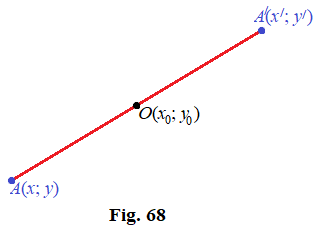 A′(x′; y′)
O(x₀; y₀)
A(x; y)
Fig. 68